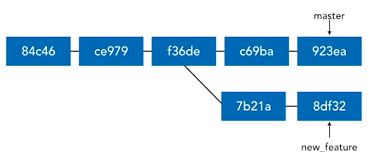 master
84c46 ce979 f36de c69ba 923ea
7b21a 8df32
new_feature